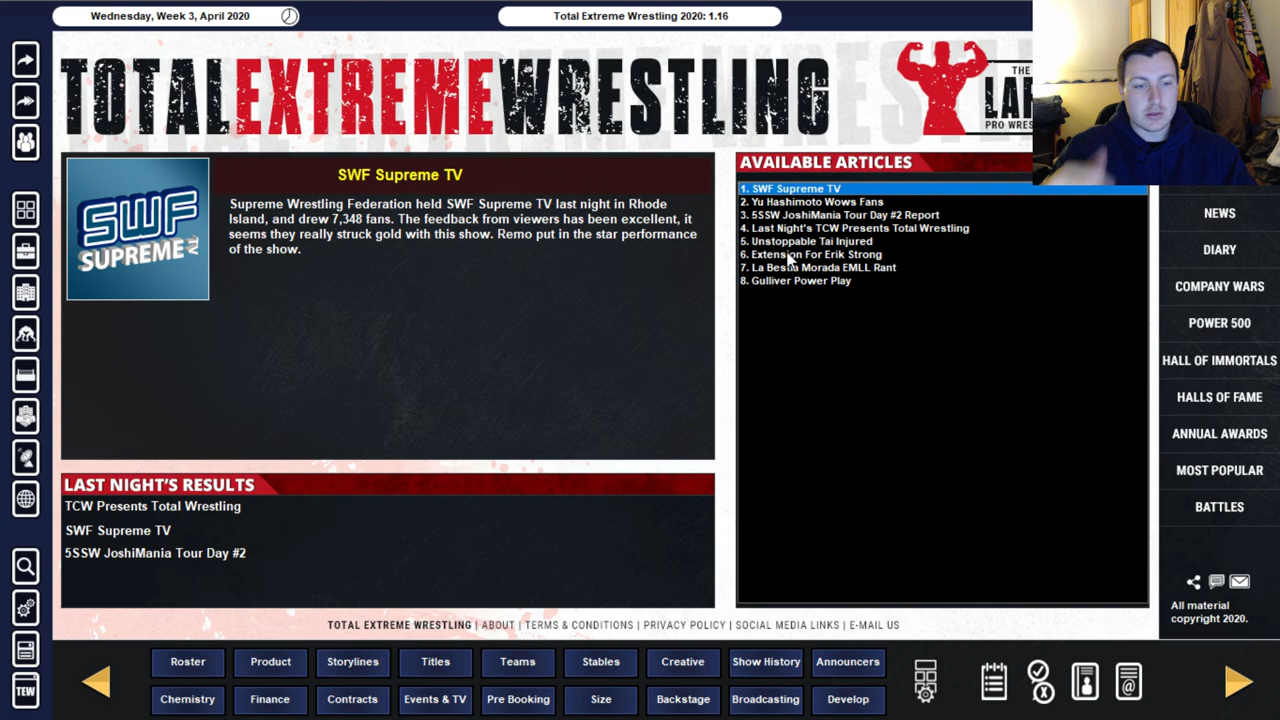 Wednesday, Week 3, April 2020
Total Extreme Wrestling 2020: 1.16
TOTALEXTREMEWRESTLING
THE
PRO WRES
SWF SUPREME TV
SWF Supreme TV
Supreme Wrestling Federation held SWF Supreme TV last night in Rhode
Island, and drew 7,348 fans. The feedback from viewers has been excellent, it
seems they really struck gold with this show. Remo put in the star performance
of the show.
AVAILABLE ARTICLES
1. SWF Supreme TV
2. Yu Hashimoto Wows Fans
3. 5SSW JoshiMania Tour Day #2 Report
4. Last Night's TCW Presents Total Wrestling
5. Unstoppable Tai Injured
6. Extension For Erik Strong
7. La Bestia Morada EMLL Rant
8. Gulliver Power Play
NEWS
DIARY
COMPANY WARS
POWER 500
HALL OF IMMORTALS
HALLS OF FAME
ANNUAL AWARDS
MOST POPULAR
BATTLES
All material
copyright 2020.
LAST NIGHT'S RESULTS
TCW Presents Total Wrestling
SWF Supreme TV
5SSW JoshiMania Tour Day #2
TOTAL EXTREME WRESTLING | ABOUT | TERMS & CONDITIONS | PRIVACY POLICY | SOCIAL MEDIA LINKS | E-MAIL US
Roster Product Storylines Titles Teams Stables Creative Show History Announcers
Chemistry Finance Contracts Events & TV Pre Booking Size Backstage Broadcasting Develop
TEW